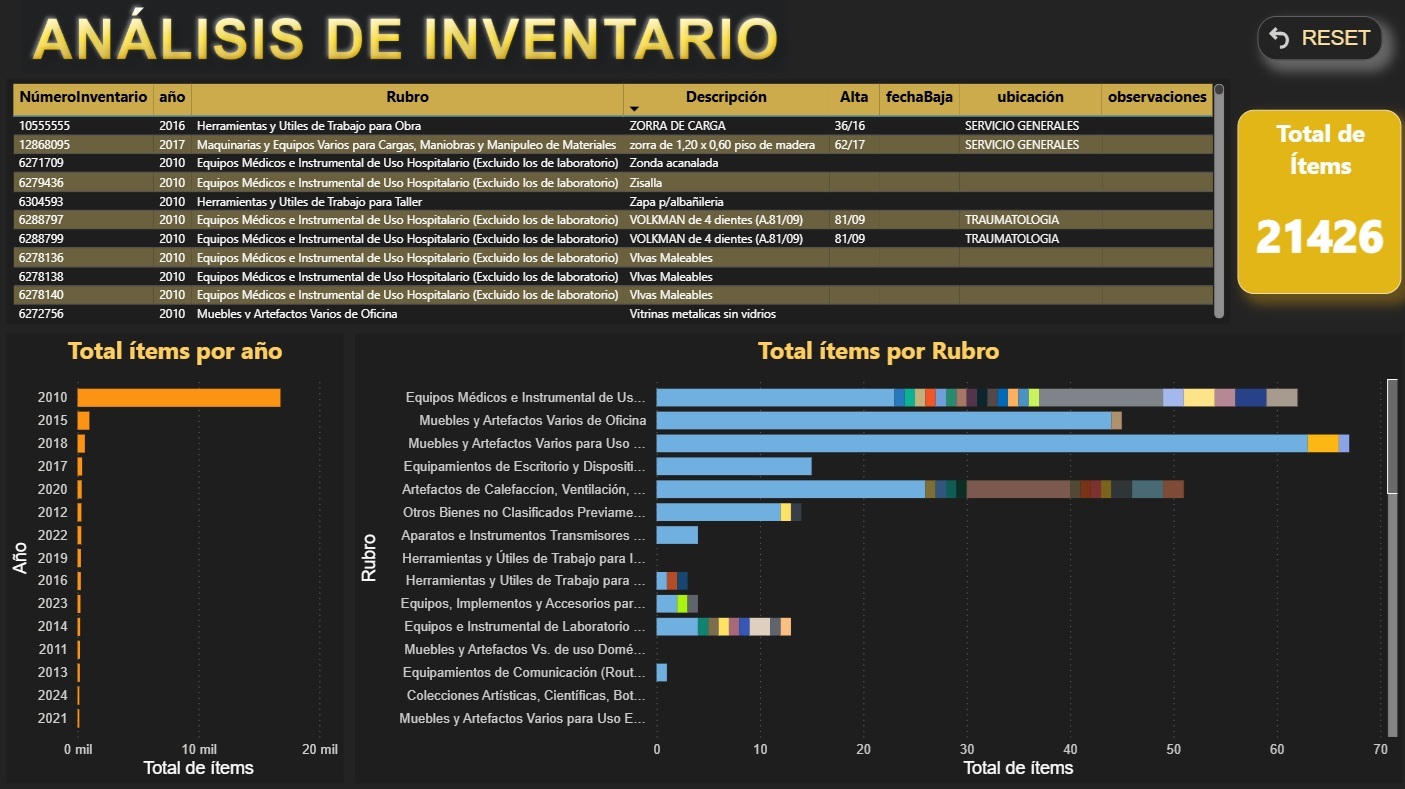 ANÁLISIS DE INVENTARIO
RESET
NúmeroInventario año Rubro Descripción Alta fechaBaja ubicación observaciones
10555555 2016 Herramientas y Utiles de Trabajo para Obra ZORRA DE CARGA 36/16 SERVICIO GENERALES
12868095 2017 Maquinarias y Equipos Varios para Cargas, Maniobras y Manipuleo de Materiales zorra de 1,20 x 0,60 piso de madera 62/17 SERVICIO GENERALES
6271709 2010 Equipos Médicos e Instrumental de Uso Hospitalario (Excluido los de laboratorio) Zonda acanalada
6279436 2010 Equipos Médicos e Instrumental de Uso Hospitalario (Excluido los de laboratorio) Zisalla
6304593 2010 Herramientas y Utiles de Trabajo para Taller Zapa p/albañileria
6288797 2010 Equipos Médicos e Instrumental de Uso Hospitalario (Excluido los de laboratorio) VOLKMAN de 4 dientes (A.81/09) 81/09 TRAUMATOLOGIA
6288799 2010 Equipos Médicos e Instrumental de Uso Hospitalario (Excluido los de laboratorio) VOLKMAN de 4 dientes (A.81/09) 81/09 TRAUMATOLOGIA
6278136 2010 Equipos Médicos e Instrumental de Uso Hospitalario (Excluido los de laboratorio) VIvas Maleables
6278138 2010 Equipos Médicos e Instrumental de Uso Hospitalario (Excluido los de laboratorio) VIvas Maleables
6278140 2010 Equipos Médicos e Instrumental de Uso Hospitalario (Excluido los de laboratorio) VIvas Maleables
6272756 2010 Muebles y Artefactos Varios de Oficina Vitrinas metalicas sin vidrios
Total de
Ítems
21426
Total ítems por año
Año
2010
2015
2018
2017
2020
2012
2022
2019
2016
2023
2014
2011
2013
2024
2021
0 mil 10 mil 20 mil
Total de ítems
Total ítems por Rubro
Rubro
Equipos Médicos e Instrumental de Us...
Muebles y Artefactos Varios de Oficina
Muebles y Artefactos Varios para Uso ...
Equipamientos de Escritorio y Dispositi...
Artefactos de Calefaccíon, Ventilación, ...
Otros Bienes no Clasificados Previame...
Aparatos e Instrumentos Transmisores ...
Herramientas y Útiles de Trabajo para I...
Herramientas y Utiles de Trabajo para ...
Equipos, Implementos y Accesorios par...
Equipos e Instrumental de Laboratorio ...
Muebles y Artefactos Vs. de uso Domé...
Equipamientos de Comunicación (Rout...
Colecciones Artísticas, Científicas, Bot...
Muebles y Artefactos Varios para Uso E...
0 10 20 30 40 50 60 70
Total de ítems